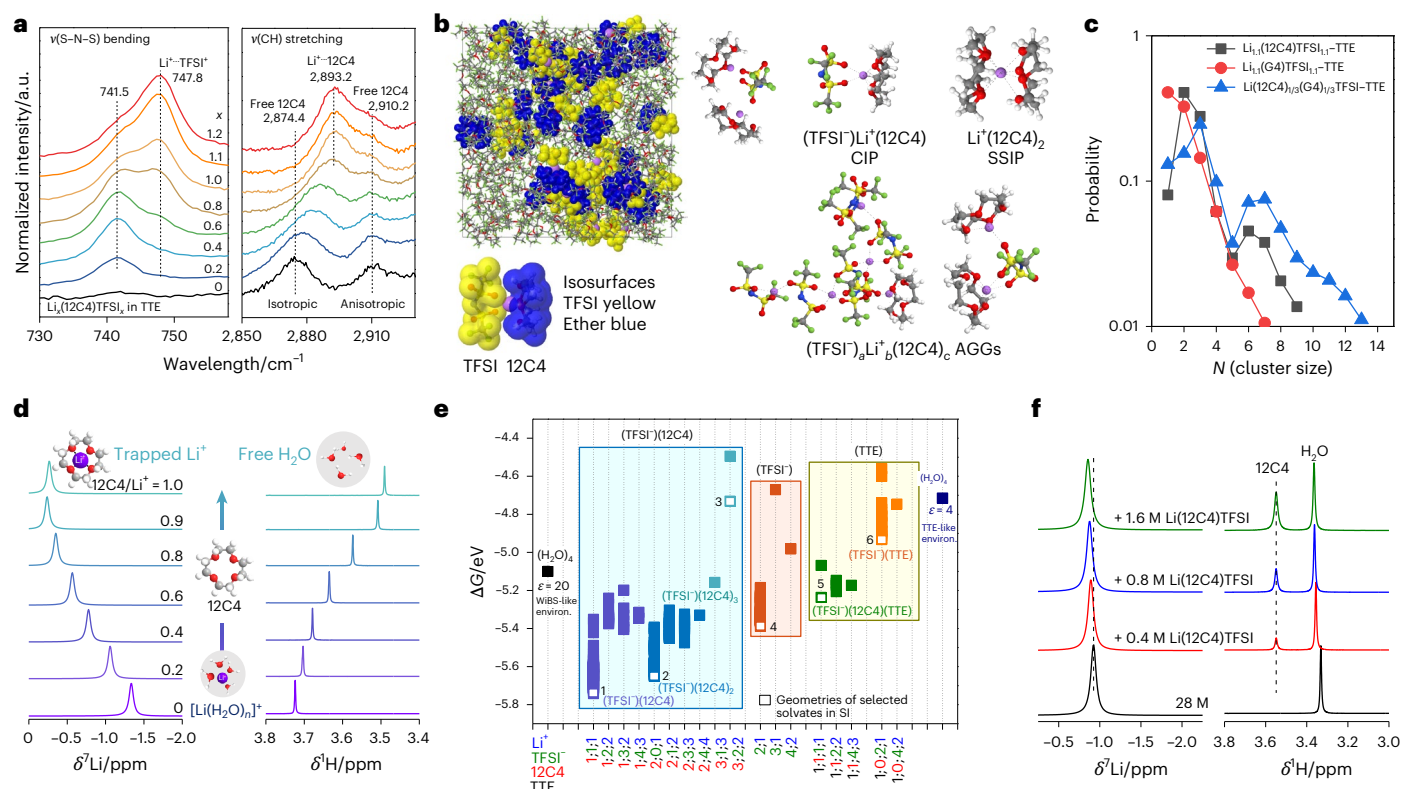 a
Normalized intensity/a.u.
ν(S–N–S) bending
Li⁺···TFSI⁺
747.8
741.5
x
1.2
1.1
1.0
0.8
0.6
0.4
0.2
0
Liₓ(12C4)TFSIₓ in TTE
730 740 750
ν(CH) stretching
Li⁺···12C4
2,893.2
Free 12C4
2,874.4
Free 12C4
2,910.2
Isotropic
Anisotropic
2,850 2,880 2,910
Wavelength/cm⁻¹
b
Isosurfaces
TFSI yellow
Ether blue
TFSI 12C4
(TFSI⁻)Li⁺(12C4)
CIP
Li⁺(12C4)₂
SSIP
(TFSI⁻)ₐLi⁺b(12C4)c AGGs
c
Li₁.₁(12C4)TFSI₁.₁–TTE
Li₁.₁(G4)TFSI₁.₁–TTE
Li(12C4)₁/₃(G4)₁/₃TFSI–TTE
Probability
1
0.1
0.01
0 2 4 6 8 10 12 14
N (cluster size)
d
Trapped Li⁺
Li⁺
12C4/Li⁺ = 1.0
0.9
0.8
0.6
0.4
0.2
0
12C4
Li⁺
[Li(H₂O)ₙ]⁺
Free H₂O
0 −0.5 −1.0 −1.5 −2.0
δ⁷Li/ppm
3.8 3.7 3.6 3.5 3.4
δ¹H/ppm
e
ΔG/eV
−4.4
−4.6
−4.8
−5.0
−5.2
−5.4
−5.6
−5.8
(TFSI⁻)(12C4)
(TFSI⁻)
(TTE)
(H₂O)₄
ε = 20
WiBS-like
environ.
(H₂O)₄
ε = 4
TTE-like
environ.
1
2
3
4
5
6
(TFSI⁻)(12C4)
(TFSI⁻)(12C4)₂
(TFSI⁻)(12C4)₃
(TFSI⁻)(12C4)(TTE)
(TFSI⁻)(TTE)
Geometries of selected
solvates in SI
Li⁺
TFSI⁻
12C4
TTE
1;1;1
1;2;2
1;3;2
1;4;3
2;0;1
2;1;2
2;3;3
2;4;4
3;1;3
3;2;2
2;1
3;1
4;2
1;1;1
1;2;2
1;4;3
1;0;2;1
1;0;4;2
f
12C4
H₂O
+ 1.6 M Li(12C4)TFSI
+ 0.8 M Li(12C4)TFSI
+ 0.4 M Li(12C4)TFSI
28 M
−0.5 −1.0 −1.5 −2.0
δ⁷Li/ppm
3.8 3.6 3.4 3.2 3.0
δ¹H/ppm